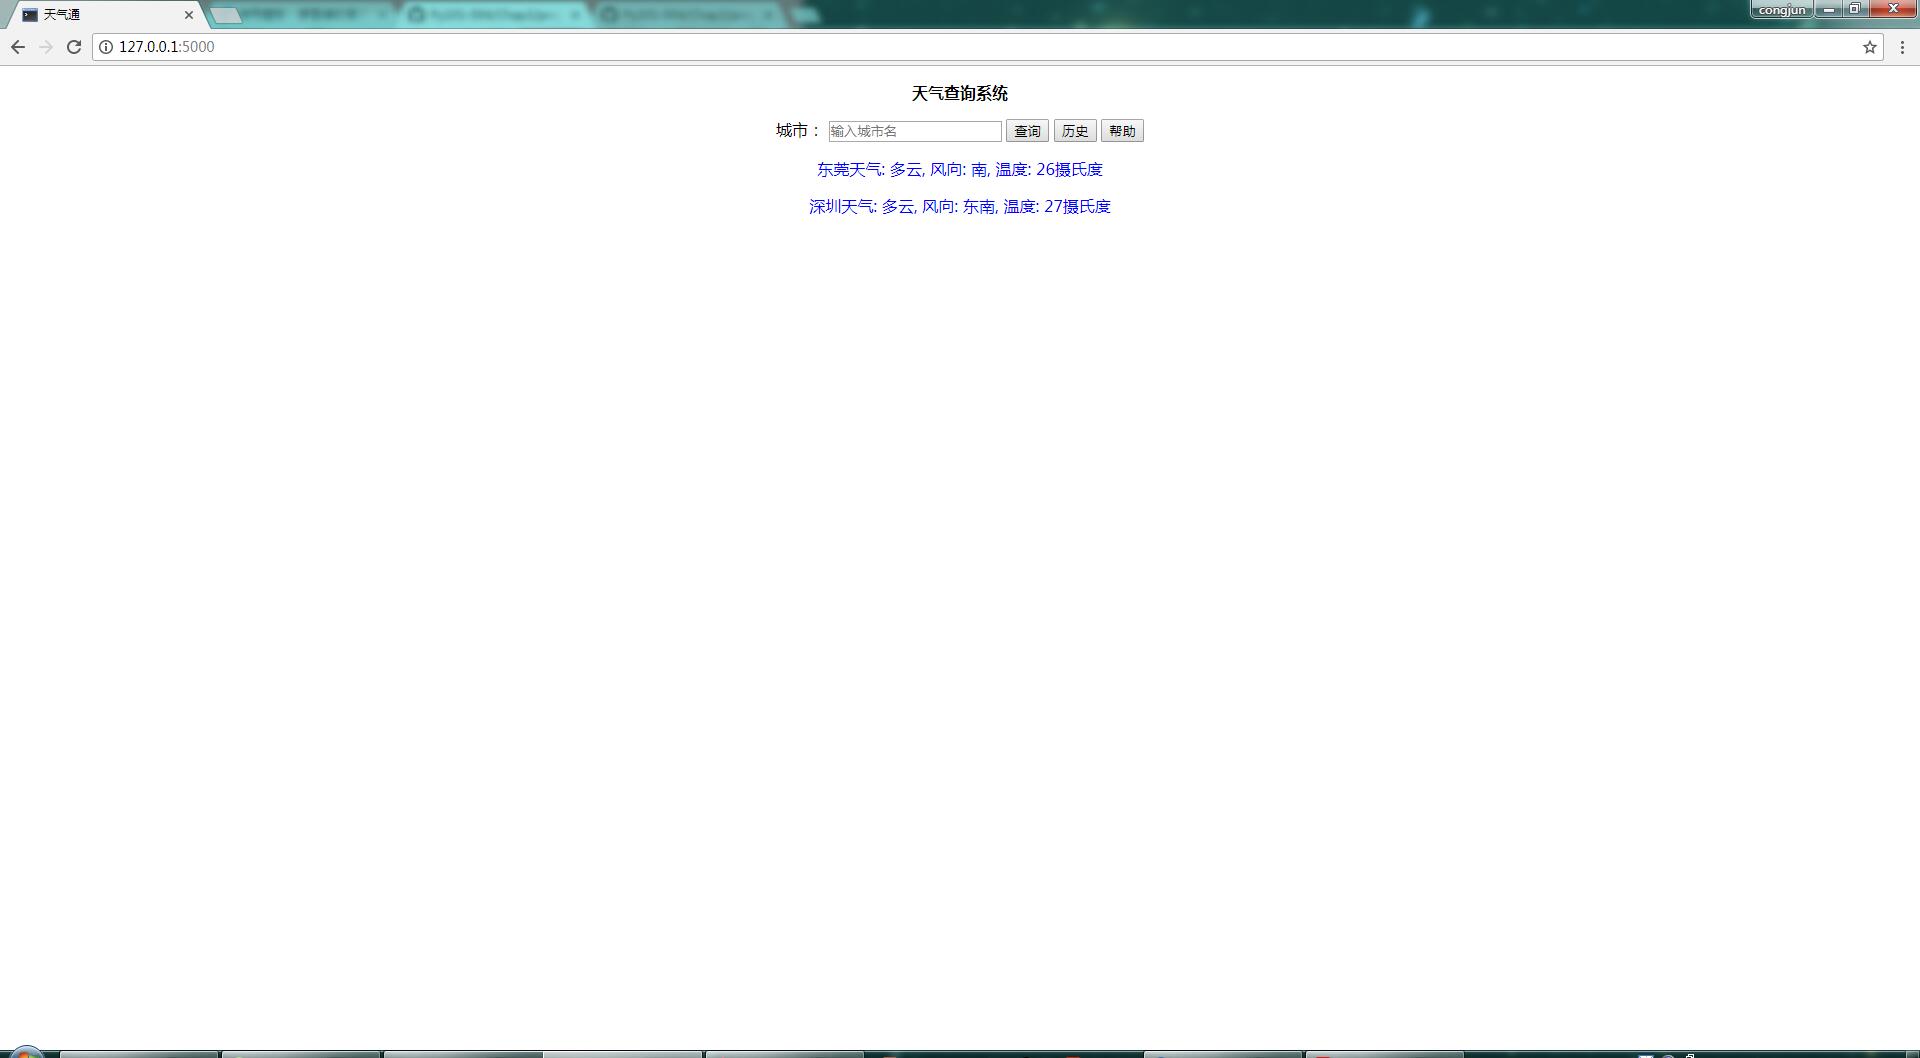 天气通
congjun
127.0.0.1:5000
天气查询系统
城市： 输入城市名 查询 历史 帮助
东莞天气: 多云, 风向: 南, 温度: 26摄氏度
深圳天气: 多云, 风向: 东南, 温度: 27摄氏度